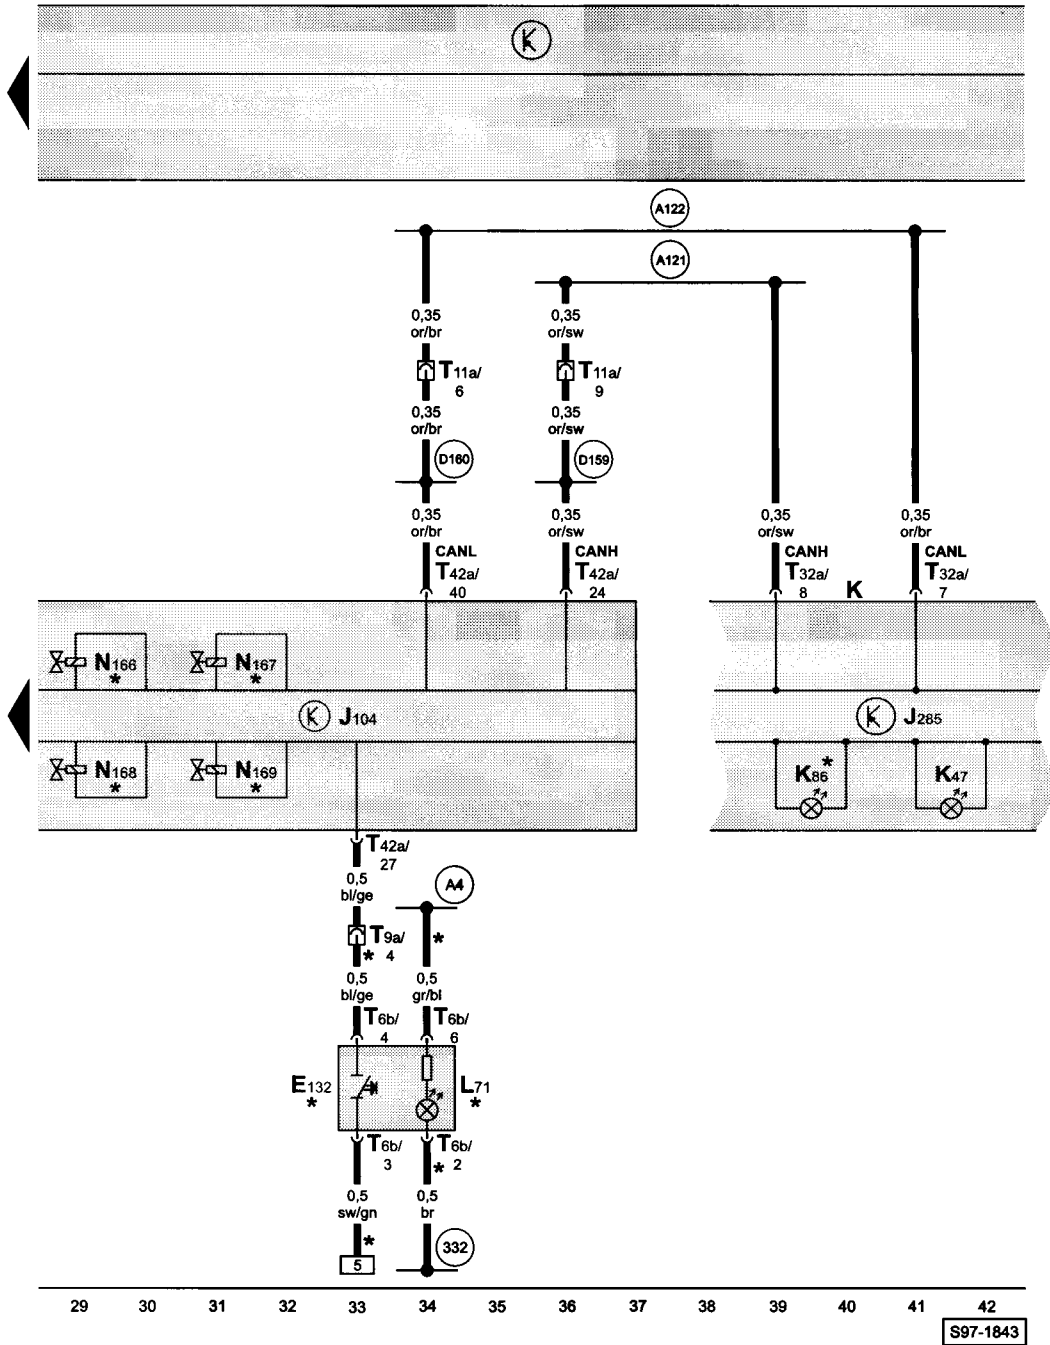 A122
A121
0,35
or/br
0,35
or/sw
T11a/
6
T11a/
9
0,35
or/br
0,35
or/sw
D160
D159
0,35
or/br
0,35
or/sw
0,35
or/sw
0,35
or/br
CANL
T42a/
40
CANH
T42a/
24
CANH
T32a/
8
K
CANL
T32a/
7
N166
*
N167
*
J104
J285
N168
*
N169
*
K86 *
K47
T42a/
27
0,5
bl/ge
A4
T9a/
* 4
*
0,5
bl/ge
0,5
gr/bl
T6b/
4
T6b/
6
E132
*
L71
*
T6b/
3
T6b/
* 2
0,5
sw/gn
0,5
br
*
5
332
29 30 31 32 33 34 35 36 37 38 39 40 41 42
S97-1843